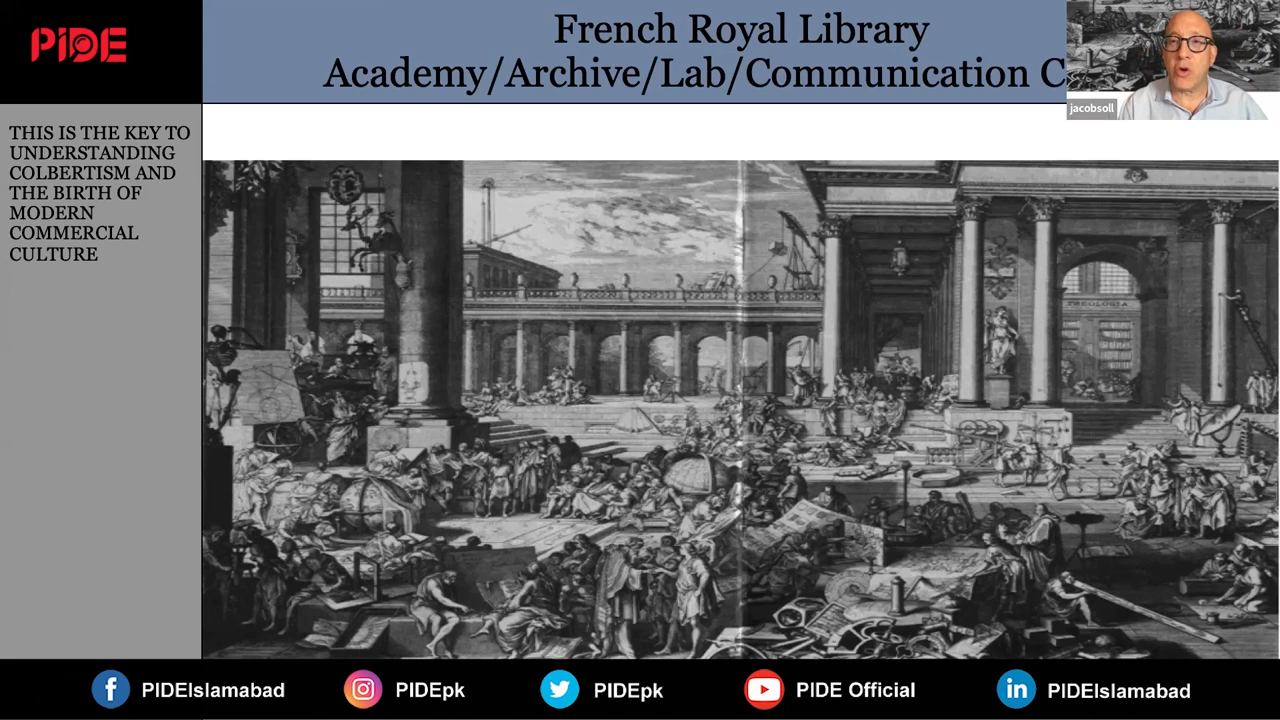 PIDE
French Royal Library
Academy/Archive/Lab/Communication C
jacobsoll
THIS IS THE KEY TO
UNDERSTANDING
COLBERTISM AND
THE BIRTH OF
MODERN
COMMERCIAL
CULTURE
THEOLOGIA
PIDEIslamabad
PIDEpk
PIDEpk
PIDE Official
PIDEIslamabad